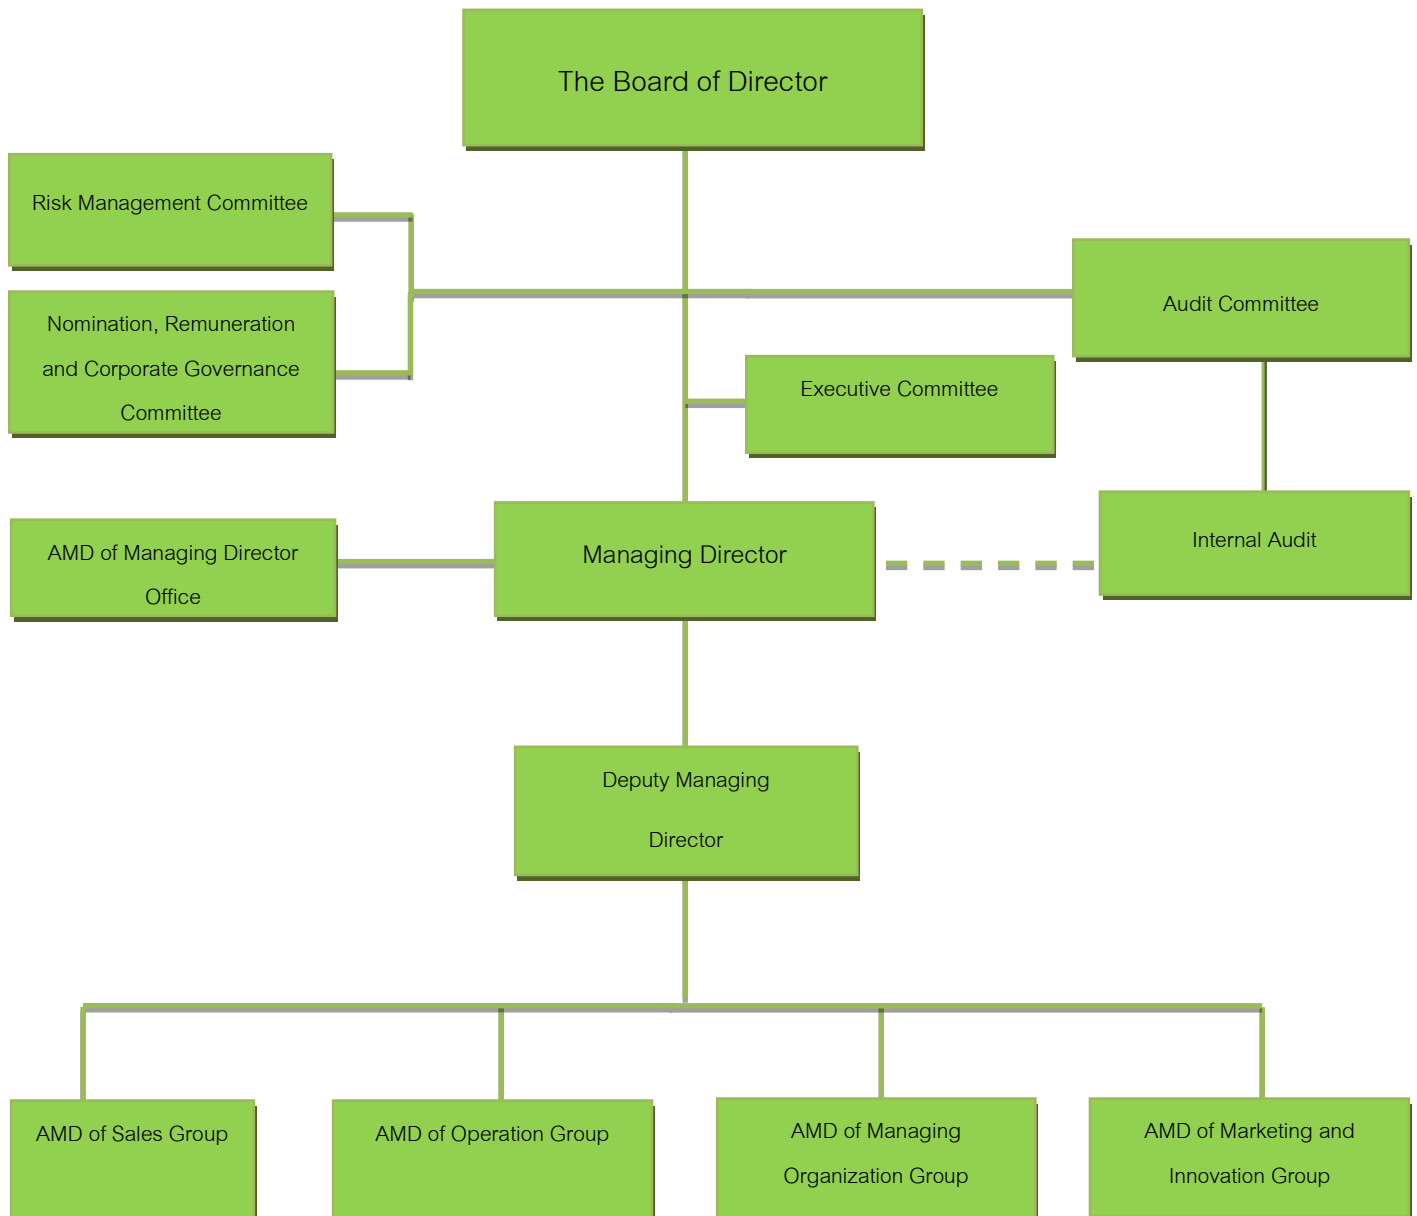 The Board of Director
Risk Management Committee
Nomination, Remuneration
and Corporate Governance
Committee
Audit Committee
Executive Committee
AMD of Managing Director
Office
Managing Director
Internal Audit
Deputy Managing
Director
AMD of Sales Group
AMD of Operation Group
AMD of Managing
Organization Group
AMD of Marketing and
Innovation Group